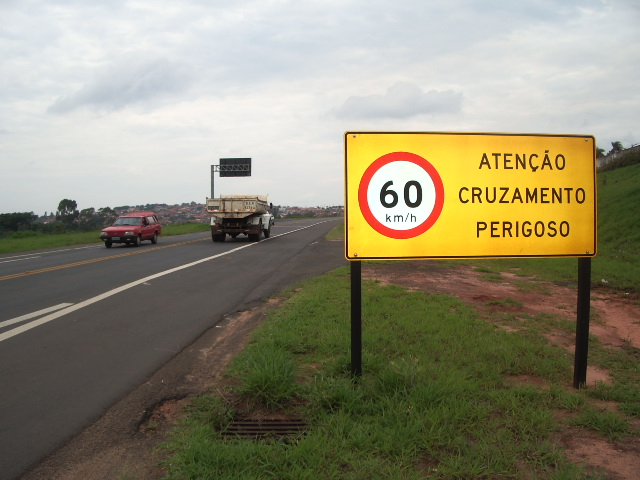 60
km/h
ATENÇÃO
CRUZAMENTO
PERIGOSO